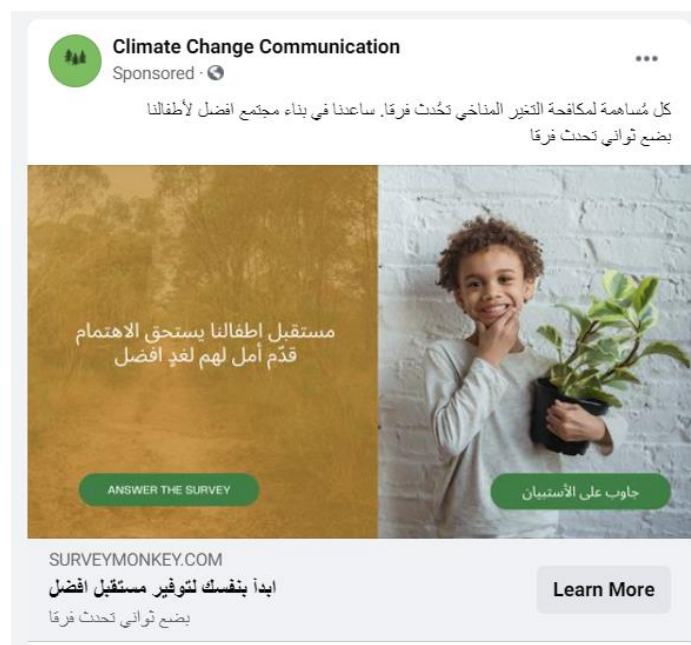 Climate Change Communication
Sponsored ·
كل مُساهمة لمكافحة التغير المناخي تحُدث فرقا. ساعدنا في بناء مجتمع افضل لأطفالنا
بضع ثواني تحدث فرقا
مستقبل اطفالنا يستحق الاهتمام
قدّم أمل لهم لغدٍ افضل
ANSWER THE SURVEY
جاوب على الأستبيان
SURVEYMONKEY.COM
ابدأ بنفسك لتوفير مستقبل افضل
بضع ثواني تحدث فرقا
Learn More